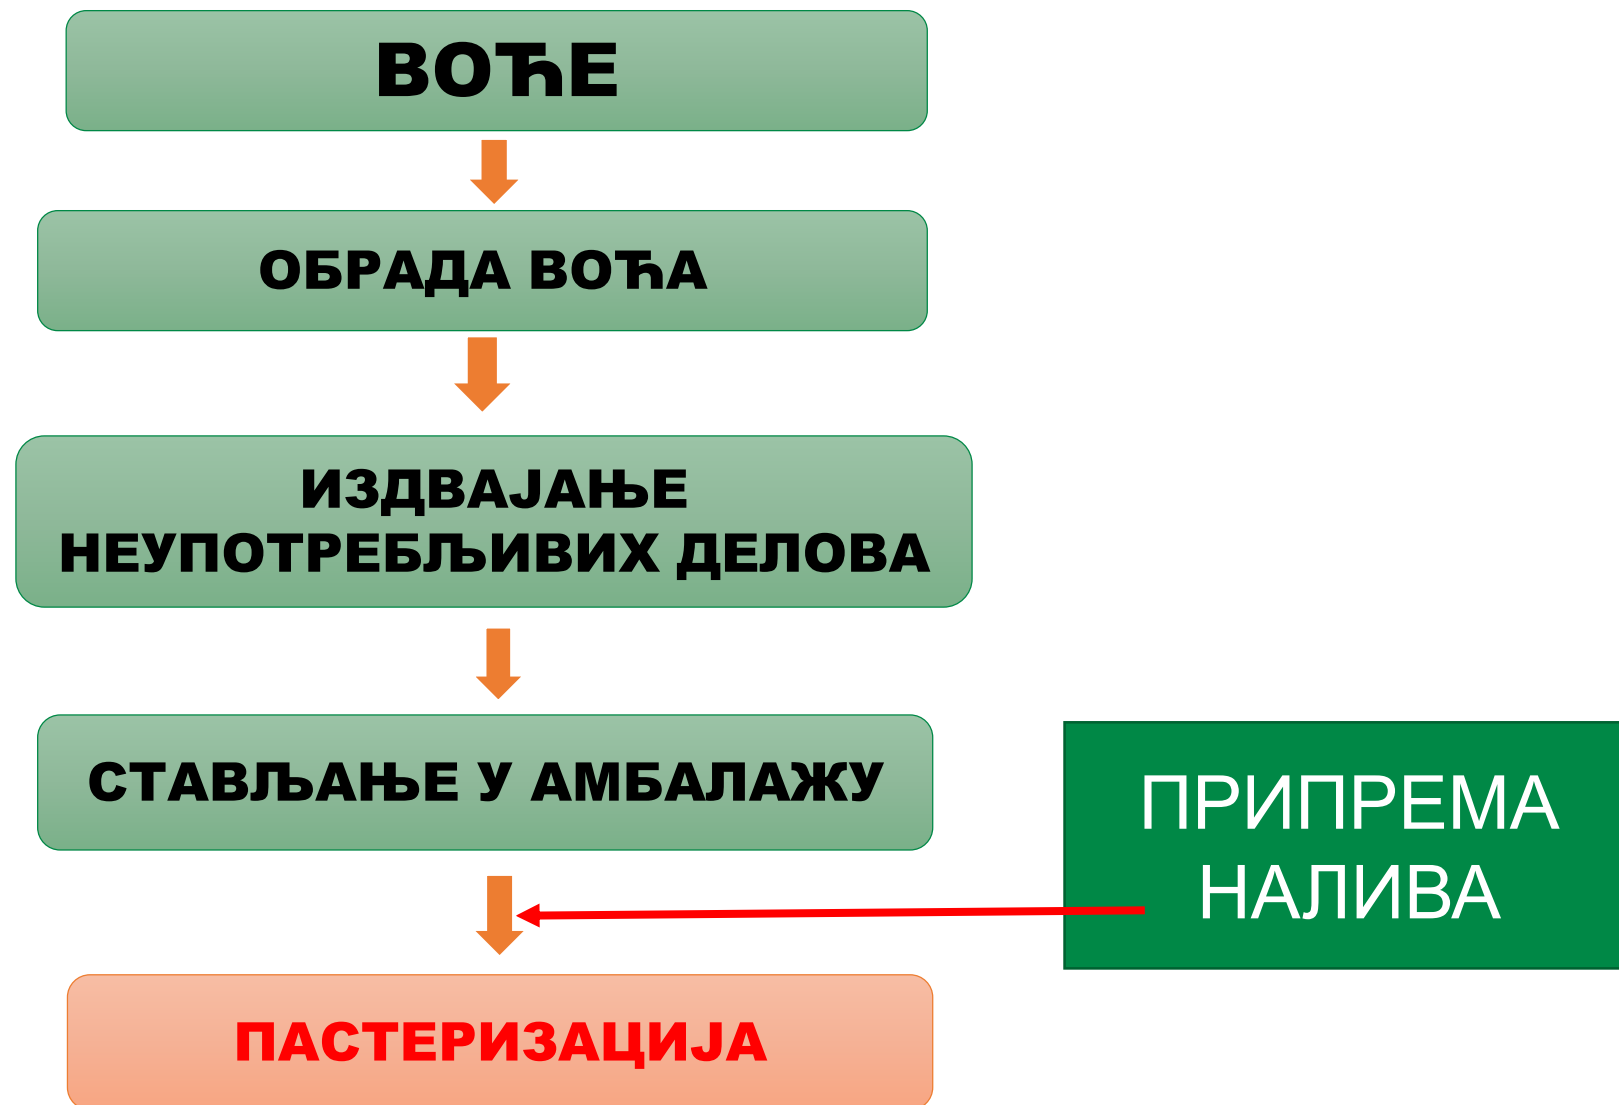 ВОЋЕ
ОБРАДА ВОЋА
ИЗДВАЈАЊЕ
НЕУПОТРЕБЉИВИХ ДЕЛОВА
СТАВЉАЊЕ У АМБАЛАЖУ
ПРИПРЕМА
НАЛИВА
ПАСТЕРИЗАЦИЈА